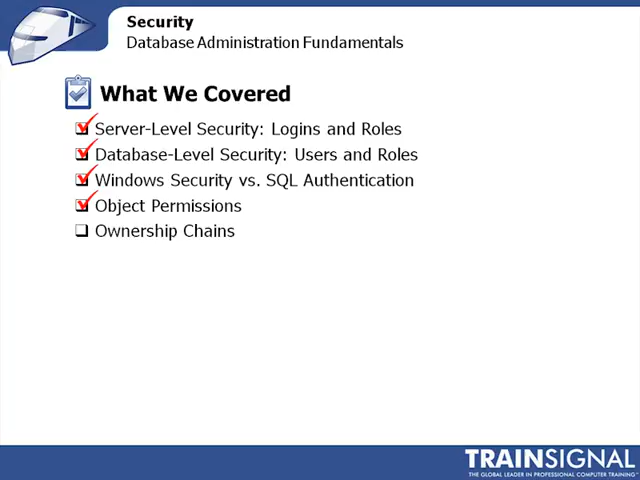 Security
Database Administration Fundamentals
What We Covered
Server-Level Security: Logins and Roles
Database-Level Security: Users and Roles
Windows Security vs. SQL Authentication
Object Permissions
Ownership Chains
TRAINSIGNAL
THE GLOBAL LEADER IN PROFESSIONAL COMPUTER TRAINING